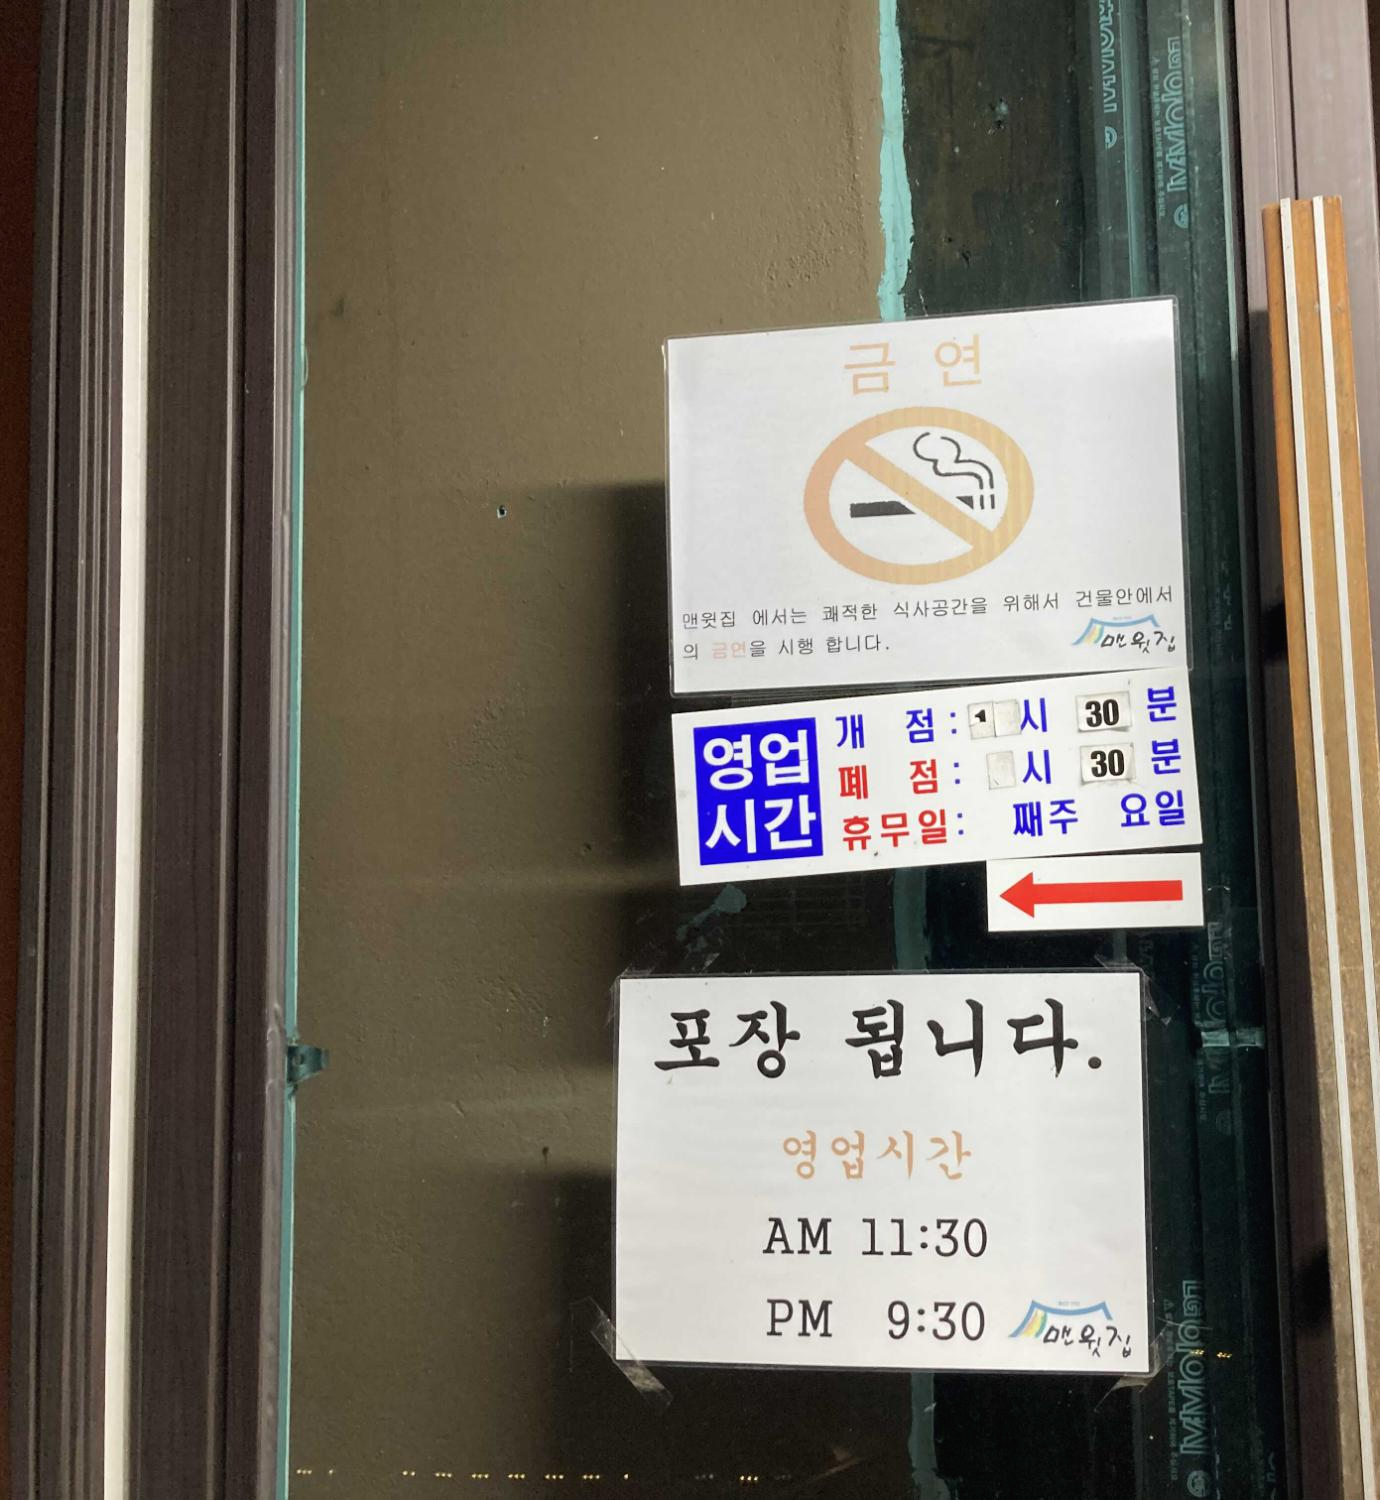 금 연
맨윗집 에서는 쾌적한 식사공간을 위해서 건물안에서
의 금연을 시행 합니다.
맨윗집
영업
시간
개 점: 시 30 분
폐 점: 시 30 분
휴무일: 째주 요일
포장 됩니다.
영업시간
AM 11:30
PM 9:30
맨윗집